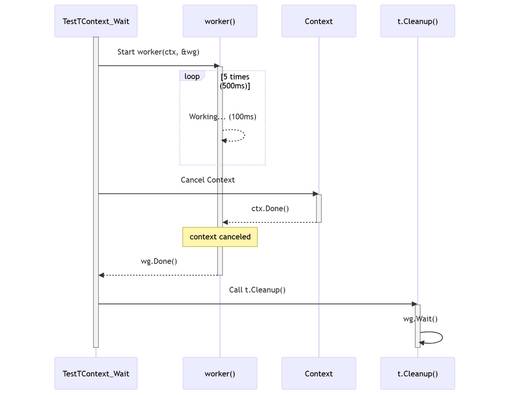 TestTContext_Wait
worker()
Context
t.Cleanup()
Start worker(ctx, &wg)
loop
[5 times
(500ms)]
Working... (100ms)
Cancel Context
ctx.Done()
context canceled
wg.Done()
Call t.Cleanup()
wg.Wait()
TestTContext_Wait
worker()
Context
t.Cleanup()